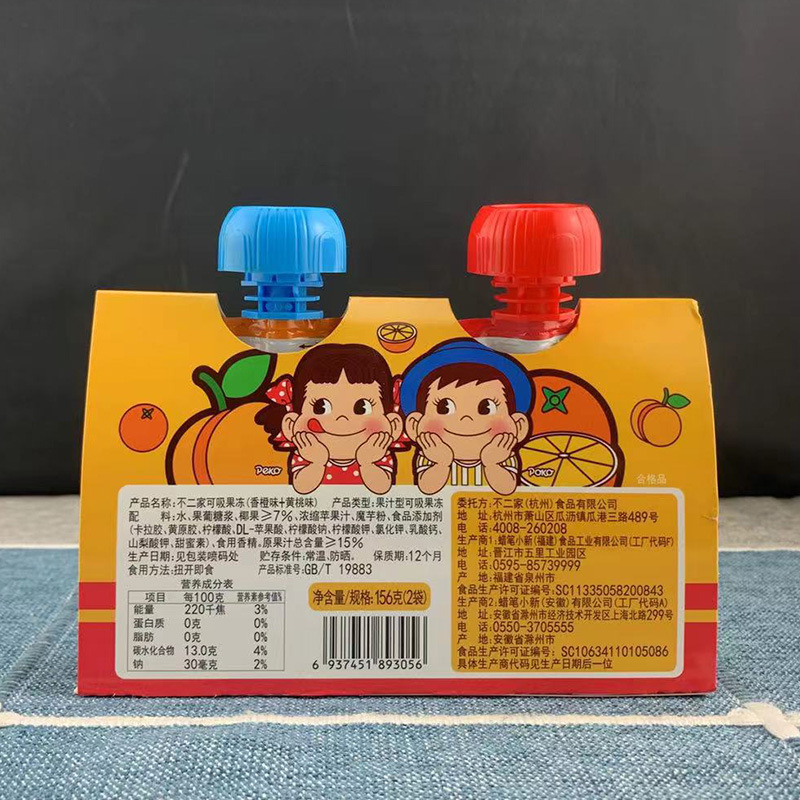 PEKO
POKO
合格品
产品名称:不二家可吸果冻(香橙味+黄桃味) 产品类型:果汁型可吸果冻
配 料:水、果葡糖浆、椰果≥7%、浓缩苹果汁、魔芋粉、食品添加剂
(卡拉胶、黄原胶、柠檬酸、DL-苹果酸、柠檬酸钠、柠檬酸钾、氯化钾、乳酸钙、
山梨酸钾、甜蜜素)、食用香精。原果汁总含量≥15%
生产日期:见包装喷码处 贮存条件:常温、防晒。 保质期:12个月
食用方法:扭开即食 产品标准号:GB/T 19883
营养成分表
项目 每100克 营养素参考值%
能量 220千焦 3%
蛋白质 0克 0%
脂肪 0克 0%
碳水化合物 13.0克 4%
钠 30毫克 2%
净含量/规格:156克(2袋)
6 937451 893056
委托方:不二家(杭州)食品有限公司
地 址:杭州市萧山区瓜沥镇瓜港三路489号
电 话:4008-260208
生产商1:蜡笔小新(福建)食品工业有限公司(工厂代码F)
地 址:晋江市五里工业园区
电 话:0595-85739999
产 地:福建省泉州市
食品生产许可证编号:SC11335058200843
生产商2:蜡笔小新(安徽)有限公司(工厂代码A)
地 址:安徽省滁州市经济技术开发区上海北路299号
电 话:0550-3705555
产 地:安徽省滁州市
食品生产许可证编号:SC10634110105086
具体生产商代码见生产日期后一位